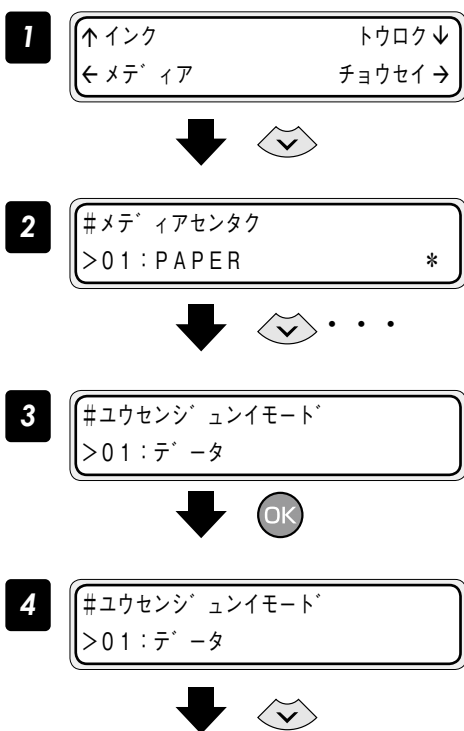 1
↑インク トウロク↓
←メディア チョウセイ→
2
#メディアセンタク
>01:PAPER *
・・・
3
#ユウセンジュンイモード
>01:データ
OK
4
#ユウセンジュンイモード
>01:データ